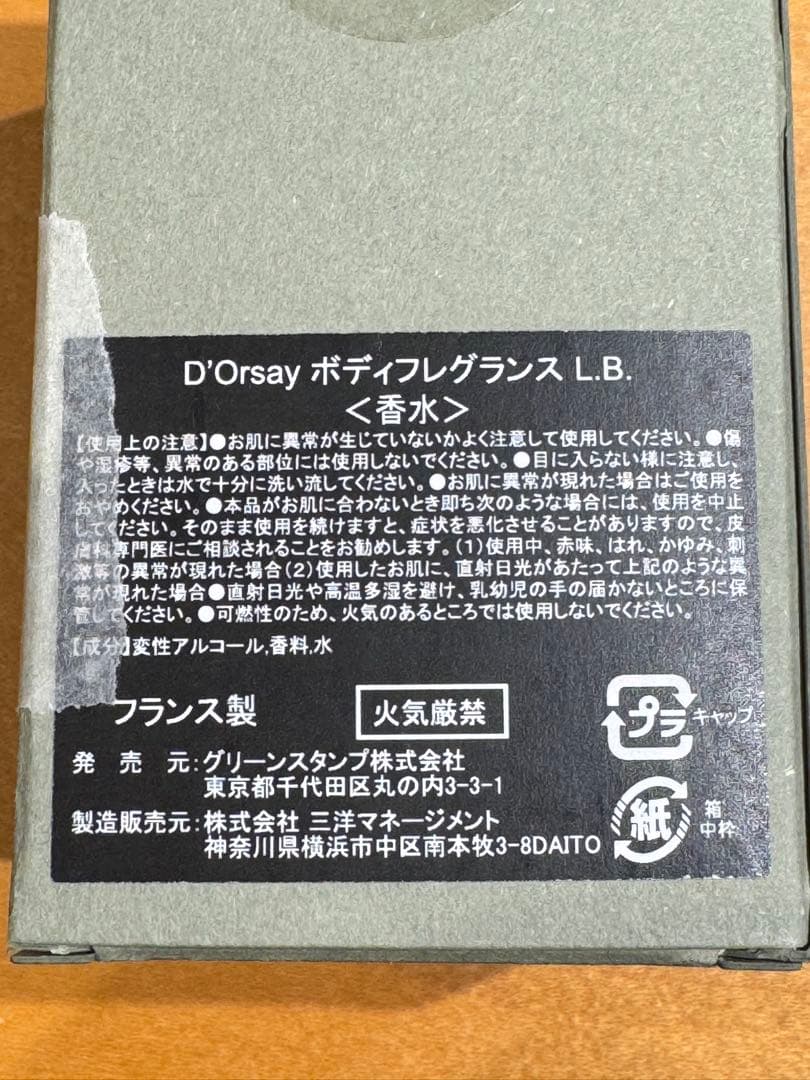 D'Orsay ボディフレグランス L.B.
＜香水＞
【使用上の注意】●お肌に異常が生じていないかよく注意して使用してください。●傷
や湿疹等、異常のある部位には使用しないでください。●目に入らない様に注意し、
入ったときは水で十分に洗い流してください。●お肌に異常が現れた場合はご使用を
おやめください。●本品がお肌に合わないとき即ち次のような場合には、使用を中止
してください。そのまま使用を続けますと、症状を悪化させることがありますので、皮
膚科専門医にご相談されることをお勧めします。(1)使用中、赤味、はれ、かゆみ、刺
激等の異常が現れた場合(2)使用したお肌に、直射日光があたって上記のような異
常が現れた場合●直射日光や高温多湿を避け、乳幼児の手の届かないところに保
管してください。●可燃性のため、火気のあるところでは使用しないでください。
【成分】変性アルコール,香料,水
フランス製
火気厳禁
プラ
キャップ
発売元:グリーンスタンプ株式会社
東京都千代田区丸の内3-3-1
製造販売元:株式会社 三洋マネージメント
神奈川県横浜市中区南本牧3-8DAITO
紙
箱
中枠